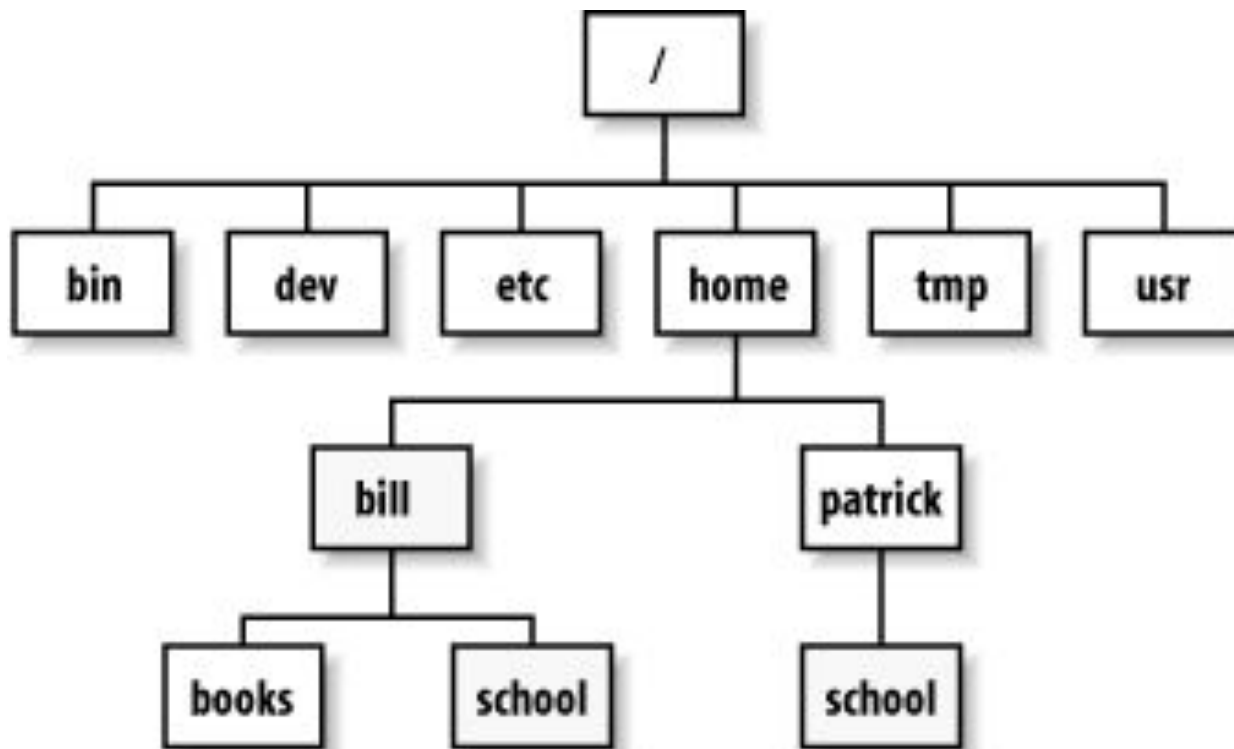 /
bin dev etc home tmp usr
bill patrick
books school school